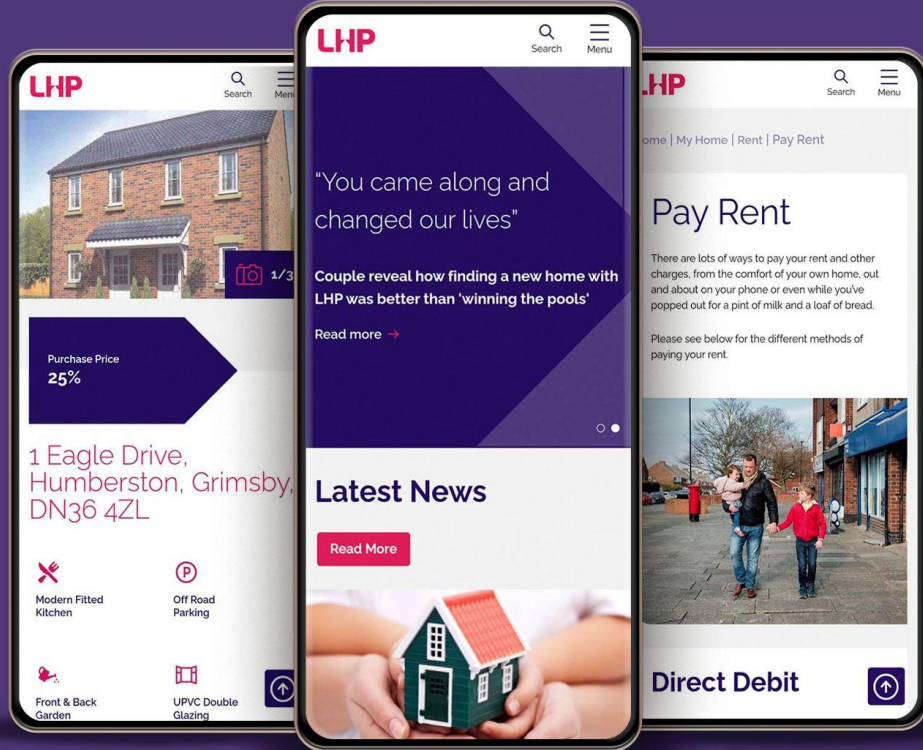 LHP
Search
Menu
1/3
Purchase Price
25%
1 Eagle Drive,
Humberston, Grimsby,
DN36 4ZL
Modern Fitted
Kitchen
Off Road
Parking
Front & Back
Garden
UPVC Double
Glazing
LHP
Search
Menu
“You came along and
changed our lives”
Couple reveal how finding a new home with
LHP was better than 'winning the pools'
Read more
Latest News
Read More
LHP
Search
Menu
ome | My Home | Rent | Pay Rent
Pay Rent
There are lots of ways to pay your rent and other
charges, from the comfort of your own home, out
and about on your phone or even while you’ve
popped out for a pint of milk and a loaf of bread.
Please see below for the different methods of
paying your rent.
Direct Debit